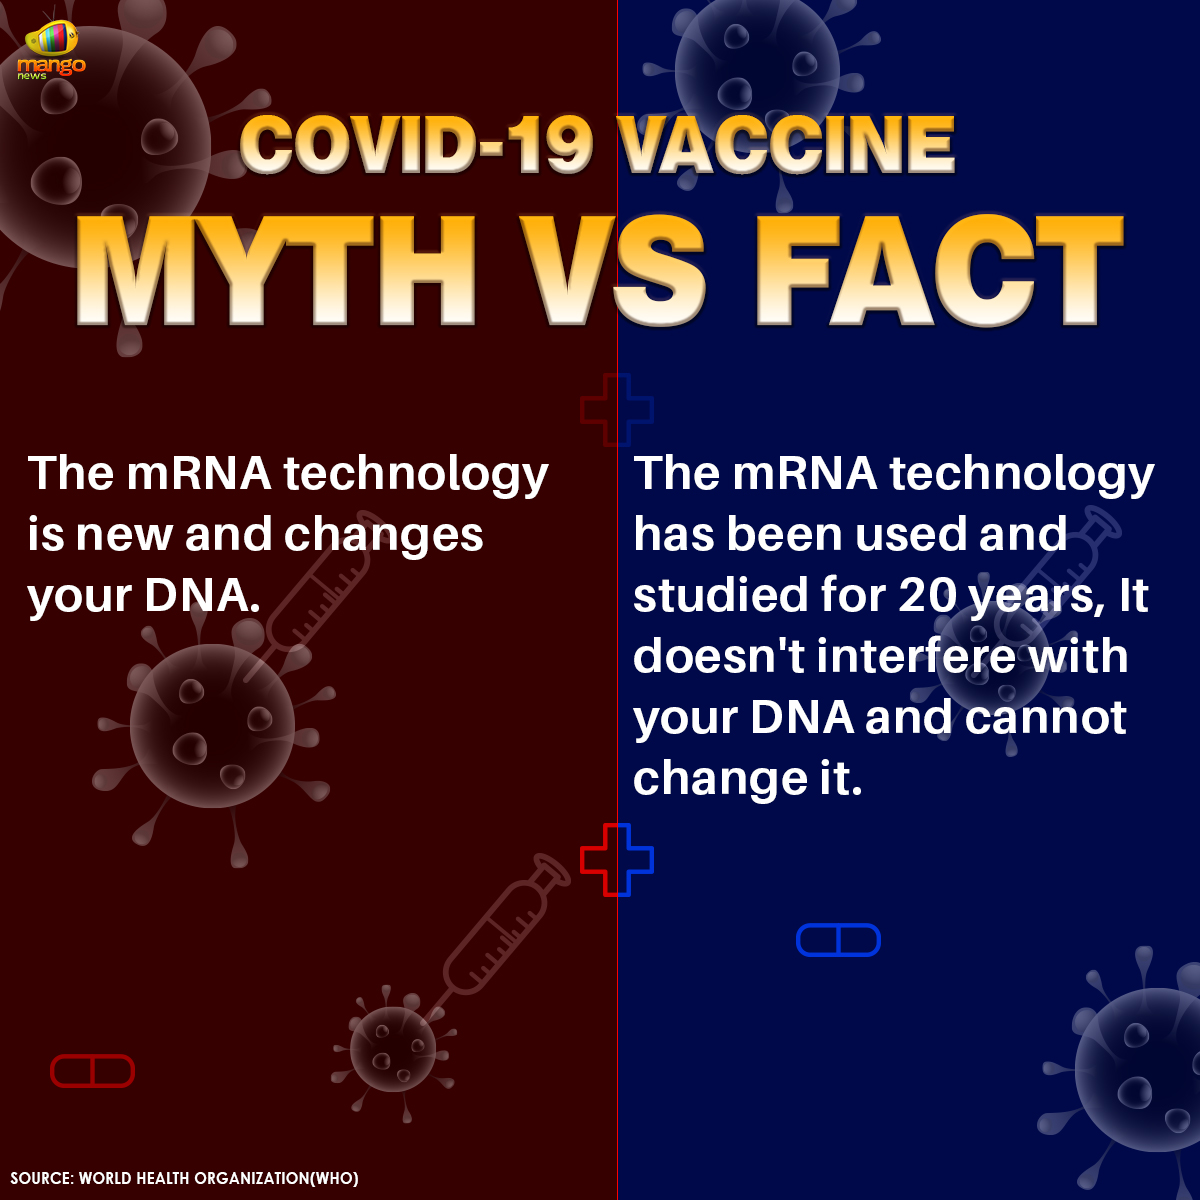 mango
news
COVID-19 VACCINE
MYTH VS FACT
The mRNA technology
is new and changes
your DNA.
The mRNA technology
has been used and
studied for 20 years, It
doesn't interfere with
your DNA and cannot
change it.
SOURCE: WORLD HEALTH ORGANIZATION(WHO)